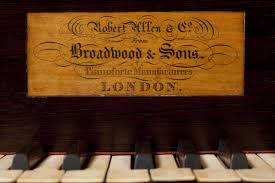 Robert Allen & Co.
from
Broadwood & Sons.
Pianoforte Manufacturers
LONDON.